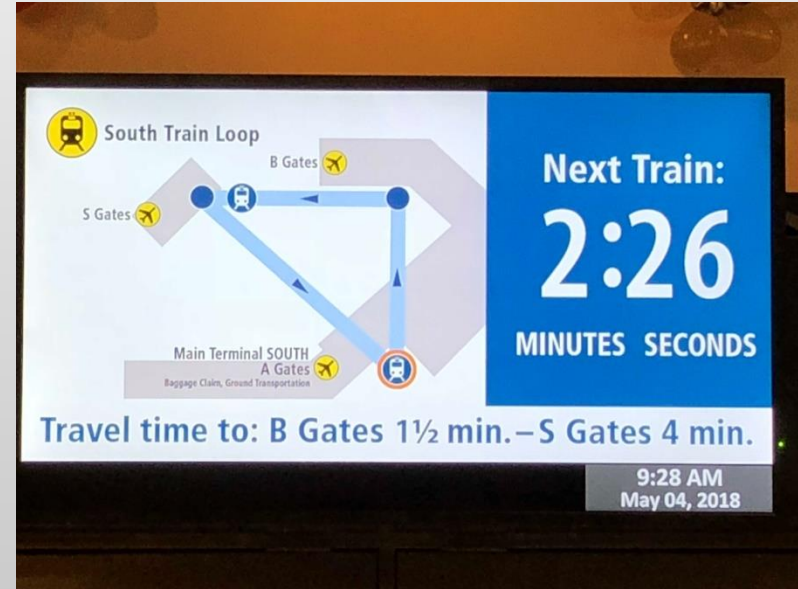 South Train Loop
B Gates
S Gates
Main Terminal SOUTH
A Gates
Baggage Claim, Ground Transportation
Next Train:
2:26
MINUTES SECONDS
Travel time to: B Gates 1½ min.–S Gates 4 min.
9:28 AM
May 04, 2018